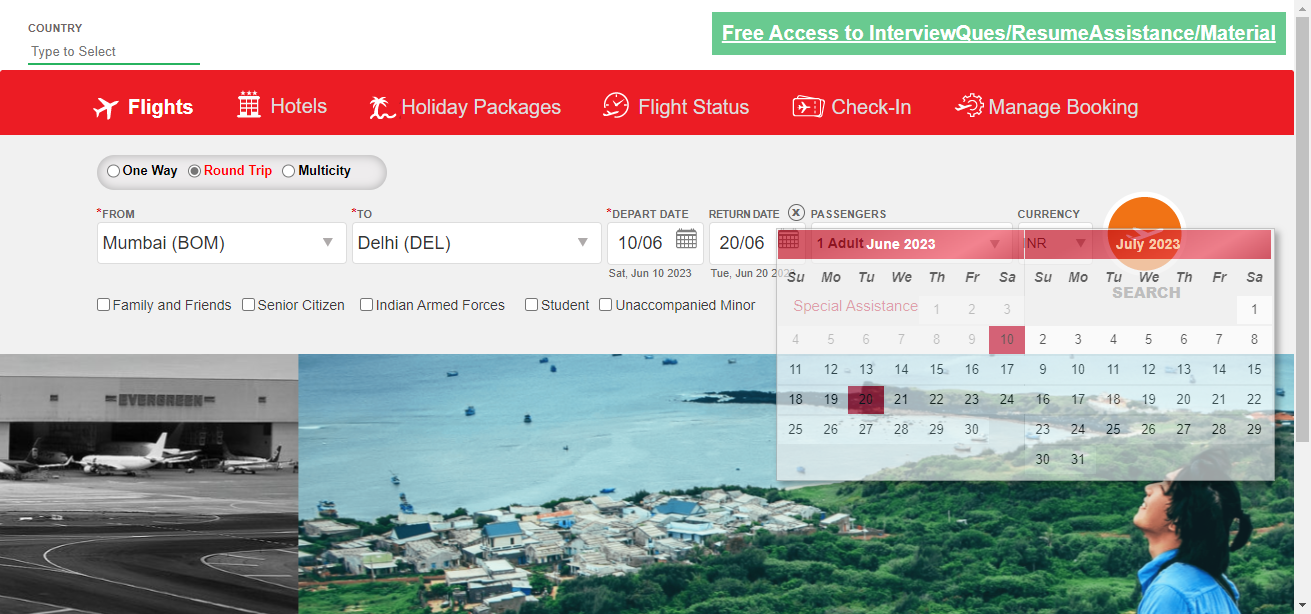 COUNTRY
Type to Select
Free Access to InterviewQues/ResumeAssistance/Material
Flights Hotels Holiday Packages Flight Status Check-In Manage Booking
One Way Round Trip Multicity
*FROM *TO *DEPART DATE RETURN DATE PASSENGERS CURRENCY
Mumbai (BOM) Delhi (DEL) 10/06 20/06 1 Adult INR
June 2023 July 2023
Sat, Jun 10 2023 Tue, Jun 20 2023
Su Mo Tu We Th Fr Sa Su Mo Tu We Th Fr Sa
SEARCH
Family and Friends Senior Citizen Indian Armed Forces Student Unaccompanied Minor Special Assistance
1 2 3 1
4 5 6 7 8 9 10 2 3 4 5 6 7 8
11 12 13 14 15 16 17 9 10 11 12 13 14 15
18 19 20 21 22 23 24 16 17 18 19 20 21 22
25 26 27 28 29 30 23 24 25 26 27 28 29
30 31
EVERGREEN